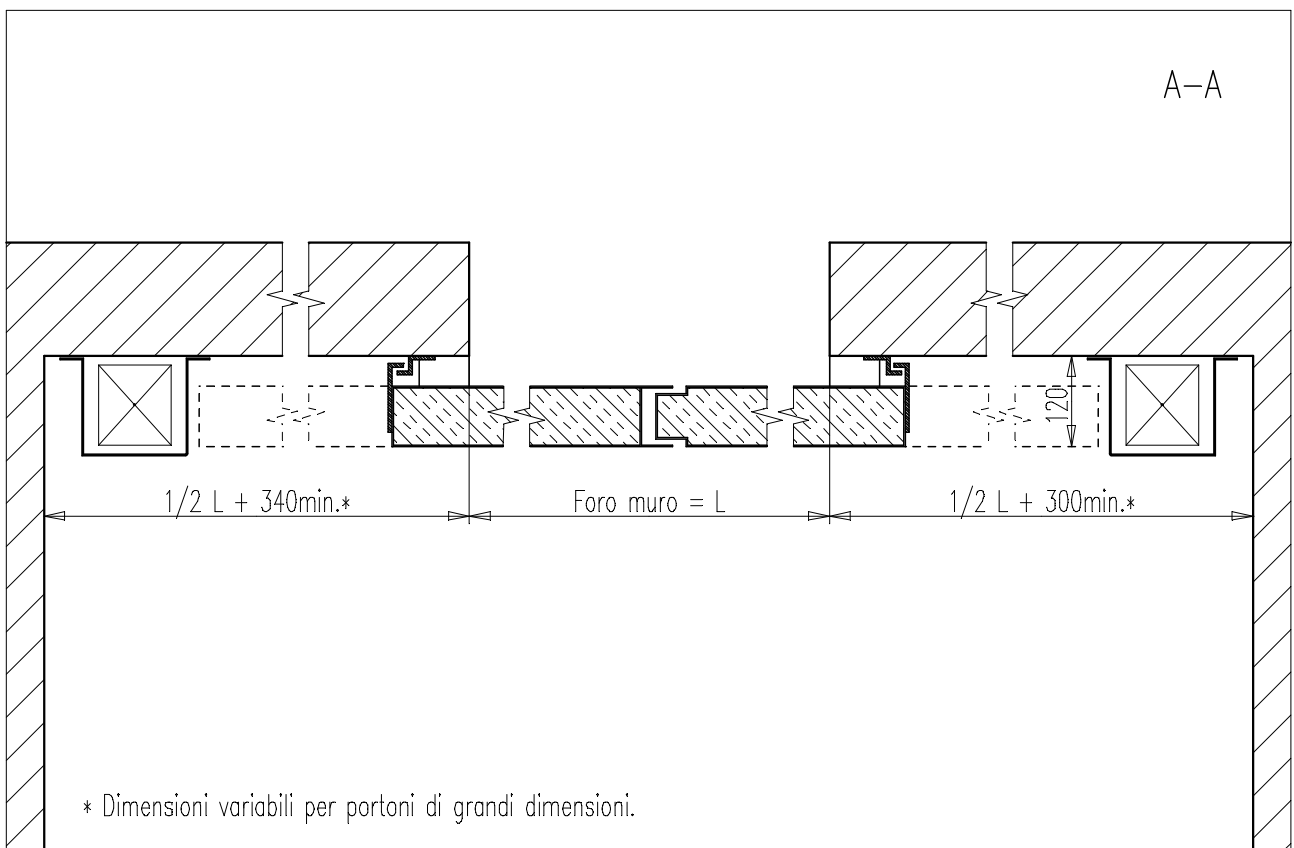 A-A
120
1/2 L + 340min.*
Foro muro = L
1/2 L + 300min.*
* Dimensioni variabili per portoni di grandi dimensioni.